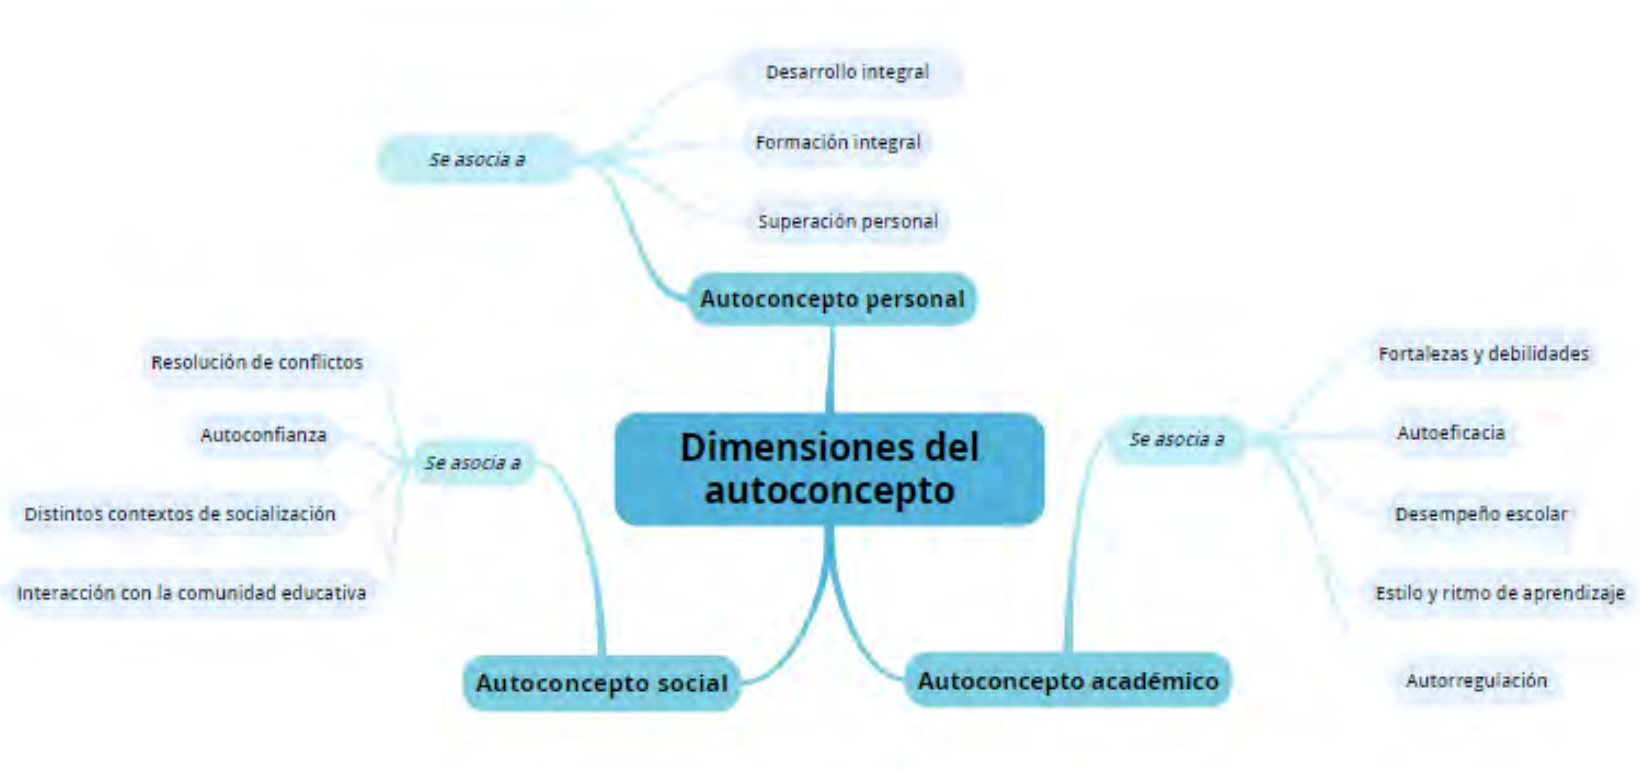 Desarrollo integral
Formación integral
Se asocia a
Superación personal
Autoconcepto personal
Resolución de conflictos
Autoconfianza
Se asocia a
Distintos contextos de socialización
Interacción con la comunidad educativa
Dimensiones del
autoconcepto
Fortalezas y debilidades
Se asocia a
Autoeficacia
Desempeño escolar
Estilo y ritmo de aprendizaje
Autorregulación
Autoconcepto social
Autoconcepto académico